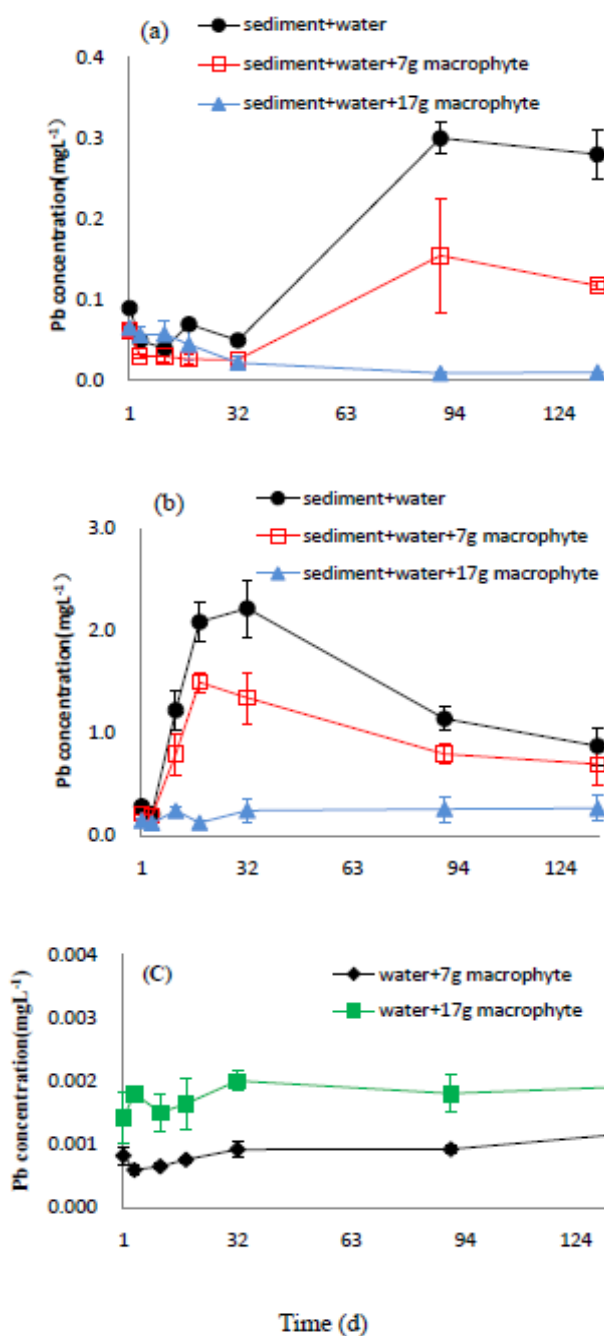 (a)
sediment+water
sediment+water+7g macrophyte
sediment+water+17g macrophyte
Pb concentration(mgL-1)
0.4
0.3
0.2
0.1
0.0
1 32 63 94 124
(b)
sediment+water
sediment+water+7g macrophyte
sediment+water+17g macrophyte
Pb concentration(mgL-1)
3.0
2.0
1.0
0.0
1 32 63 94 124
(C)
water+7g macrophyte
water+17g macrophyte
Pb concentration(mgL-1)
0.004
0.003
0.002
0.001
0.000
1 32 63 94 124
Time (d)